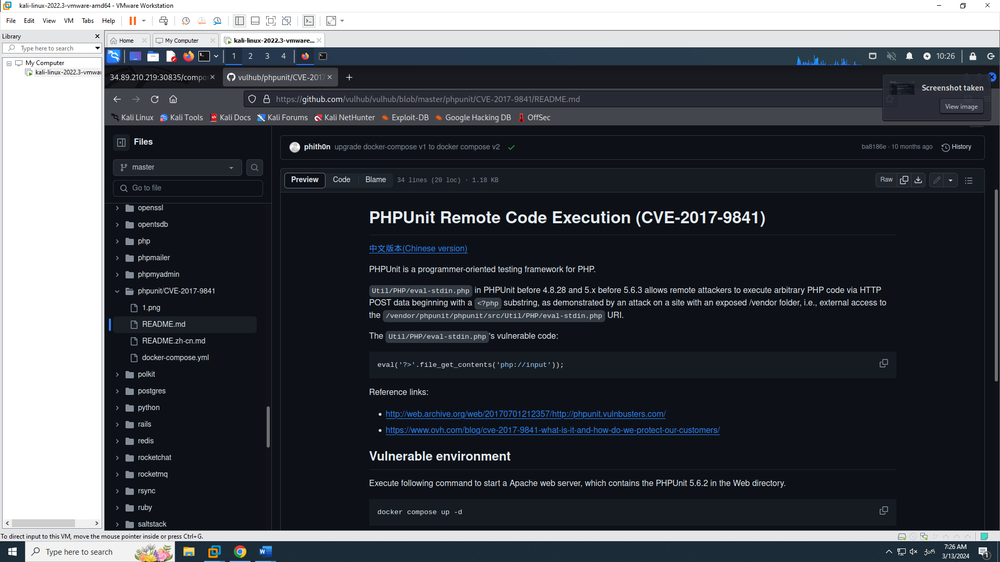 kali-linux-2022.3-vmware-amd64 - VMware Workstation
File Edit View VM Tabs Help
Library
Type here to search
My Computer
kali-linux-2022.3-vmwar
Home
My Computer
kali-linux-2022.3-vmware...
1 2 3 4
10:26
34.89.210.219:30835/compo
vulhub/phpunit/CVE-2017
https://github.com/vulhub/vulhub/blob/master/phpunit/CVE-2017-9841/README.md
Screenshot taken
View image
Kali Linux Kali Tools Kali Docs Kali Forums Kali NetHunter Exploit-DB Google Hacking DB OffSec
Files
master
Go to file
openssl
opentsdb
php
phpmailer
phpmyadmin
phpunit/CVE-2017-9841
1.png
README.md
README.zh-cn.md
docker-compose.yml
polkit
postgres
python
rails
redis
rocketchat
rocketmq
rsync
ruby
saltstack
phith0n upgrade docker-compose v1 to docker compose v2
ba8186e · 10 months ago
History
Preview Code Blame 34 lines (20 loc) · 1.18 KB
Raw
PHPUnit Remote Code Execution (CVE-2017-9841)
中文版本(Chinese version)
PHPUnit is a programmer-oriented testing framework for PHP.
Util/PHP/eval-stdin.php in PHPUnit before 4.8.28 and 5.x before 5.6.3 allows remote attackers to execute arbitrary PHP code via HTTP
POST data beginning with a <?php substring, as demonstrated by an attack on a site with an exposed /vendor folder, i.e., external access to
the /vendor/phpunit/phpunit/src/Util/PHP/eval-stdin.php URI.
The Util/PHP/eval-stdin.php's vulnerable code:
eval('?>'.file_get_contents('php://input'));
Reference links:
http://web.archive.org/web/20170701212357/http://phpunit.vulnbusters.com/
https://www.ovh.com/blog/cve-2017-9841-what-is-it-and-how-do-we-protect-our-customers/
Vulnerable environment
Execute following command to start a Apache web server, which contains the PHPUnit 5.6.2 in the Web directory.
docker compose up -d
To direct input to this VM, move the mouse pointer inside or press Ctrl+G.
Type here to search
ქარ
7:26 AM
3/13/2024
1